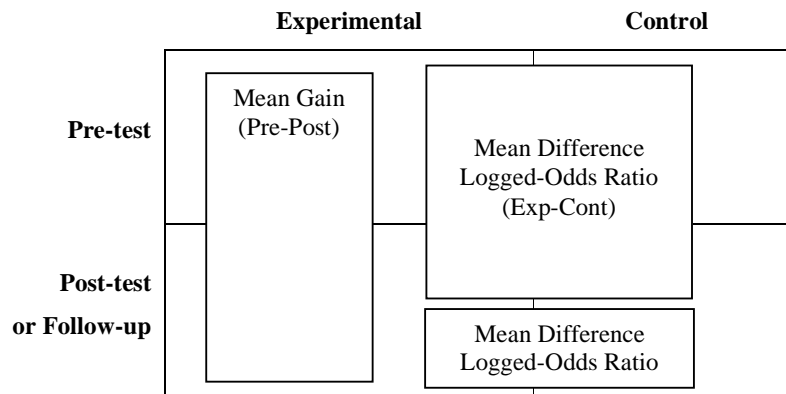 Experimental Control
Pre-test
Mean Gain
(Pre-Post)
Mean Difference
Logged-Odds Ratio
(Exp-Cont)
Post-test
or Follow-up
Mean Difference
Logged-Odds Ratio